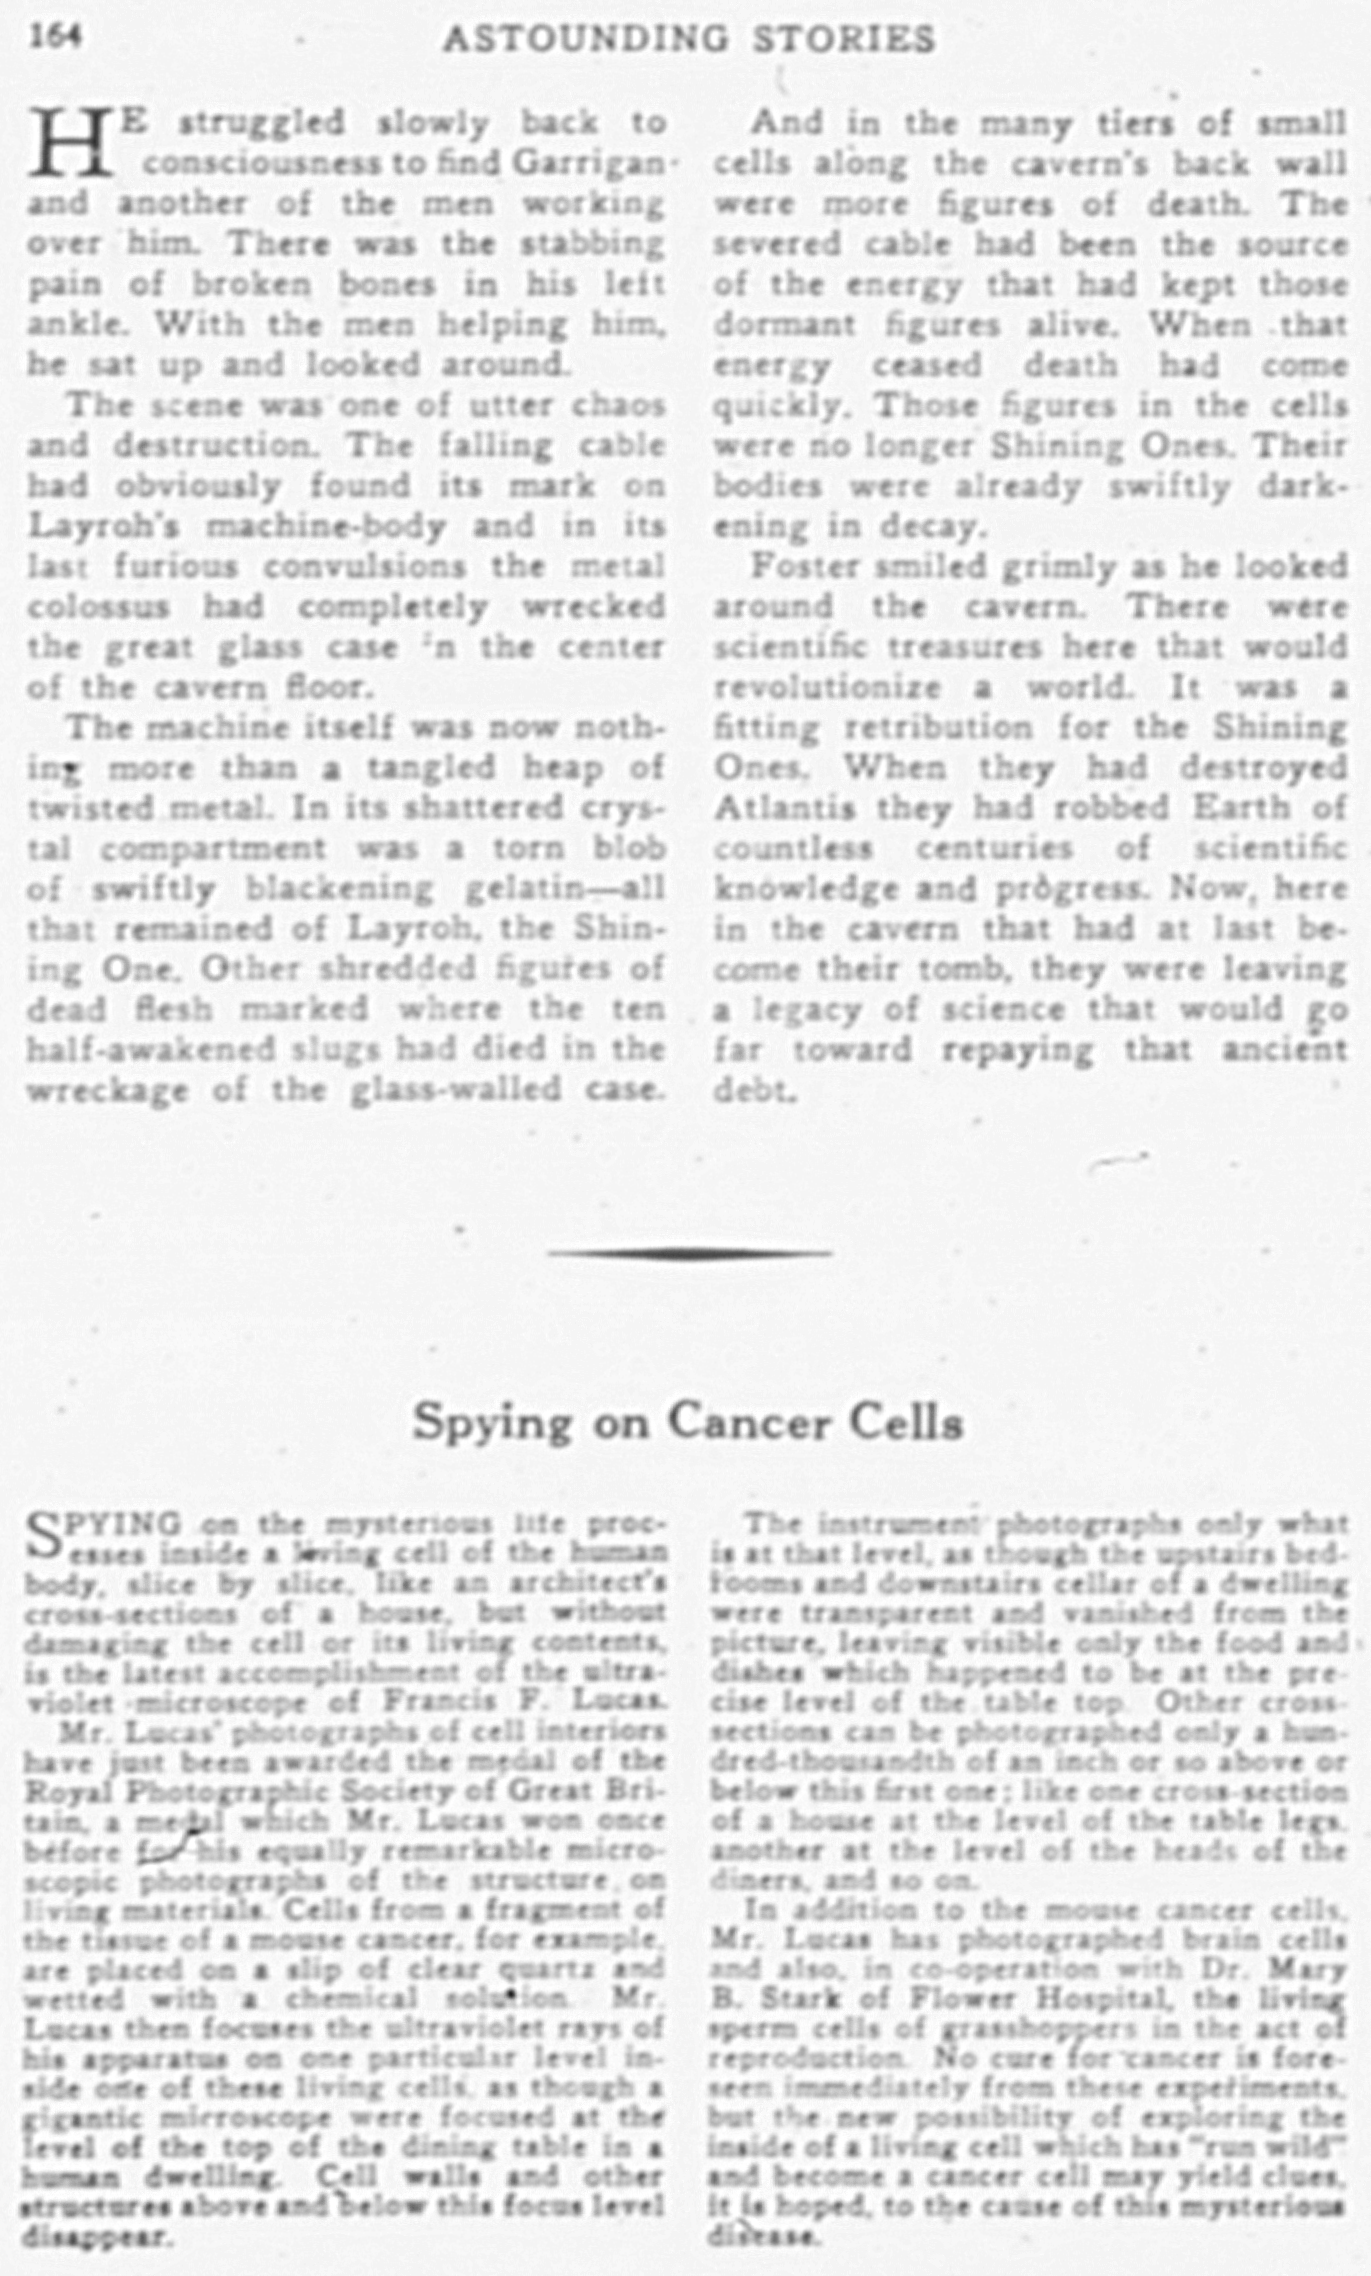 164
ASTOUNDING STORIES
HE struggled slowly back to
consciousness to find Garrigan
and another of the men working
over him. There was the stabbing
pain of broken bones in his left
ankle. With the men helping him,
he sat up and looked around.
The scene was one of utter chaos
and destruction. The falling cable
had obviously found its mark on
Layroh's machine-body and in its
last furious convulsions the metal
colossus had completely wrecked
the great glass case in the center
of the cavern floor.
The machine itself was now noth-
ing more than a tangled heap of
twisted metal. In its shattered crys-
tal compartment was a torn blob
of swiftly blackening gelatin—all
that remained of Layroh, the Shin-
ing One. Other shredded figures of
dead flesh marked where the ten
half-awakened slugs had died in the
wreckage of the glass-walled case.
And in the many tiers of small
cells along the cavern's back wall
were more figures of death. The
severed cable had been the source
of the energy that had kept those
dormant figures alive. When that
energy ceased death had come
quickly. Those figures in the cells
were no longer Shining Ones. Their
bodies were already swiftly dark-
ening in decay.
Foster smiled grimly as he looked
around the cavern. There were
scientific treasures here that would
revolutionize a world. It was a
fitting retribution for the Shining
Ones. When they had destroyed
Atlantis they had robbed Earth of
countless centuries of scientific
knowledge and progress. Now, here
in the cavern that had at last be-
come their tomb, they were leaving
a legacy of science that would go
far toward repaying that ancient
debt.
Spying on Cancer Cells
SPYING on the mysterious life proc-
esses inside a living cell of the human
body, slice by slice, like an architect's
cross-sections of a house, but without
damaging the cell or its living contents,
is the latest accomplishment of the ultra-
violet microscope of Francis F. Lucas.
Mr. Lucas' photographs of cell interiors
have just been awarded the medal of the
Royal Photographic Society of Great Bri-
tain, a medal which Mr. Lucas won once
before for his equally remarkable micro-
scopic photographs of the structure on
living materials. Cells from a fragment of
the tissue of a mouse cancer, for example,
are placed on a slip of clear quartz and
wetted with a chemical solution. Mr.
Lucas then focuses the ultraviolet rays of
his apparatus on one particular level in-
side one of these living cells, as though a
gigantic microscope were focused at the
level of the top of the dining table in a
human dwelling. Cell walls and other
structures above and below this focus level
disappear.
The instrument photographs only what
is at that level, as though the upstairs bed-
rooms and downstairs cellar of a dwelling
were transparent and vanished from the
picture, leaving visible only the food and
dishes which happened to be at the pre-
cise level of the table top. Other cross-
sections can be photographed only a hun-
dred-thousandth of an inch or so above or
below this first one; like one cross-section
of a house at the level of the table legs,
another at the level of the heads of the
diners, and so on.
In addition to the mouse cancer cells,
Mr. Lucas has photographed brain cells
and also, in co-operation with Dr. Mary
B. Stark of Flower Hospital, the living
sperm cells of grasshoppers in the act of
reproduction. No cure for cancer is fore-
seen immediately from these experiments,
but the new possibility of exploring the
inside of a living cell which has "run wild"
and become a cancer cell may yield clues,
it is hoped, to the cause of this mysterious
disease.